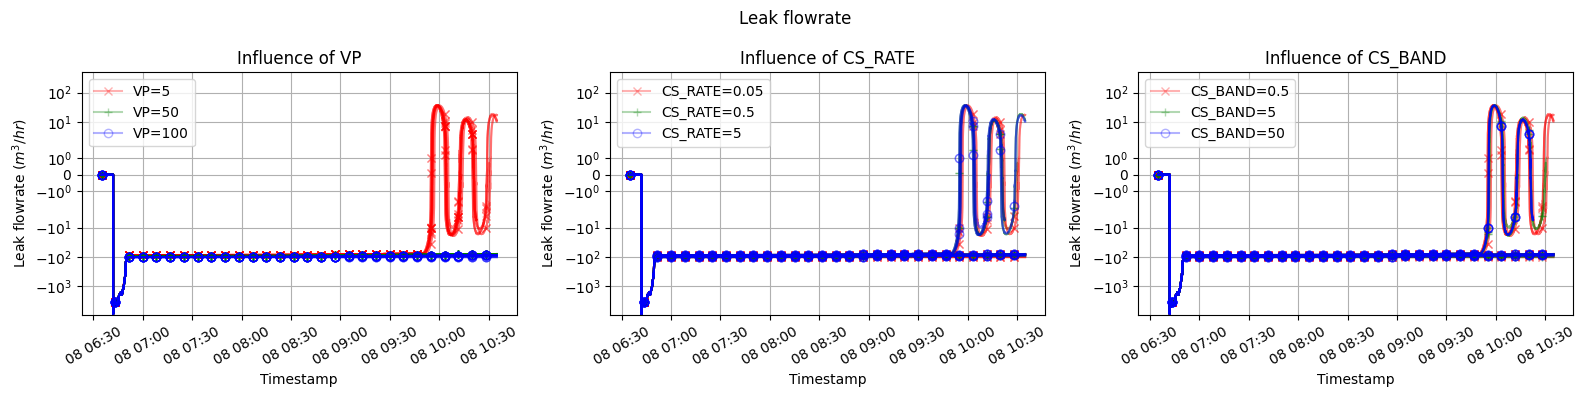 Leak flowrate
Influence of VP
Leak flowrate (m³/hr)
10²
10¹
10⁰
0
−10⁰
−10¹
−10²
−10³
VP=5
VP=50
VP=100
08 06:30
08 07:00
08 07:30
08 08:00
08 08:30
08 09:00
08 09:30
08 10:00
08 10:30
Timestamp
Influence of CS_RATE
Leak flowrate (m³/hr)
10²
10¹
10⁰
0
−10⁰
−10¹
−10²
−10³
CS_RATE=0.05
CS_RATE=0.5
CS_RATE=5
08 06:30
08 07:00
08 07:30
08 08:00
08 08:30
08 09:00
08 09:30
08 10:00
08 10:30
Timestamp
Influence of CS_BAND
Leak flowrate (m³/hr)
10²
10¹
10⁰
0
−10⁰
−10¹
−10²
−10³
CS_BAND=0.5
CS_BAND=5
CS_BAND=50
08 06:30
08 07:00
08 07:30
08 08:00
08 08:30
08 09:00
08 09:30
08 10:00
08 10:30
Timestamp